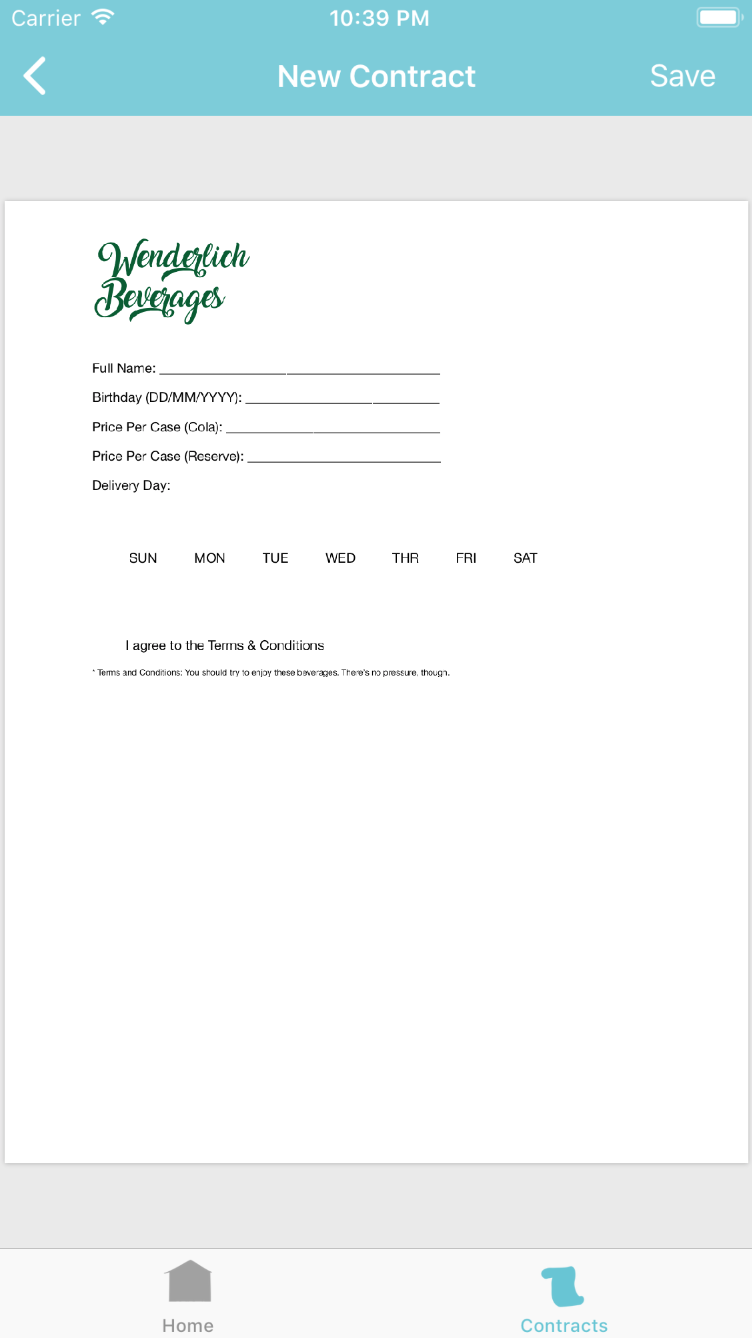 Carrier 10:39 PM
New Contract Save
Wenderlich
Beverages
Full Name: ______________________________
Birthday (DD/MM/YYYY): ____________________
Price Per Case (Cola): ______________________
Price Per Case (Reserve): ____________________
Delivery Day:
SUN MON TUE WED THR FRI SAT
I agree to the Terms & Conditions
* Terms and Conditions: You should try to enjoy these beverages. There's no pressure, though.
Home Contracts